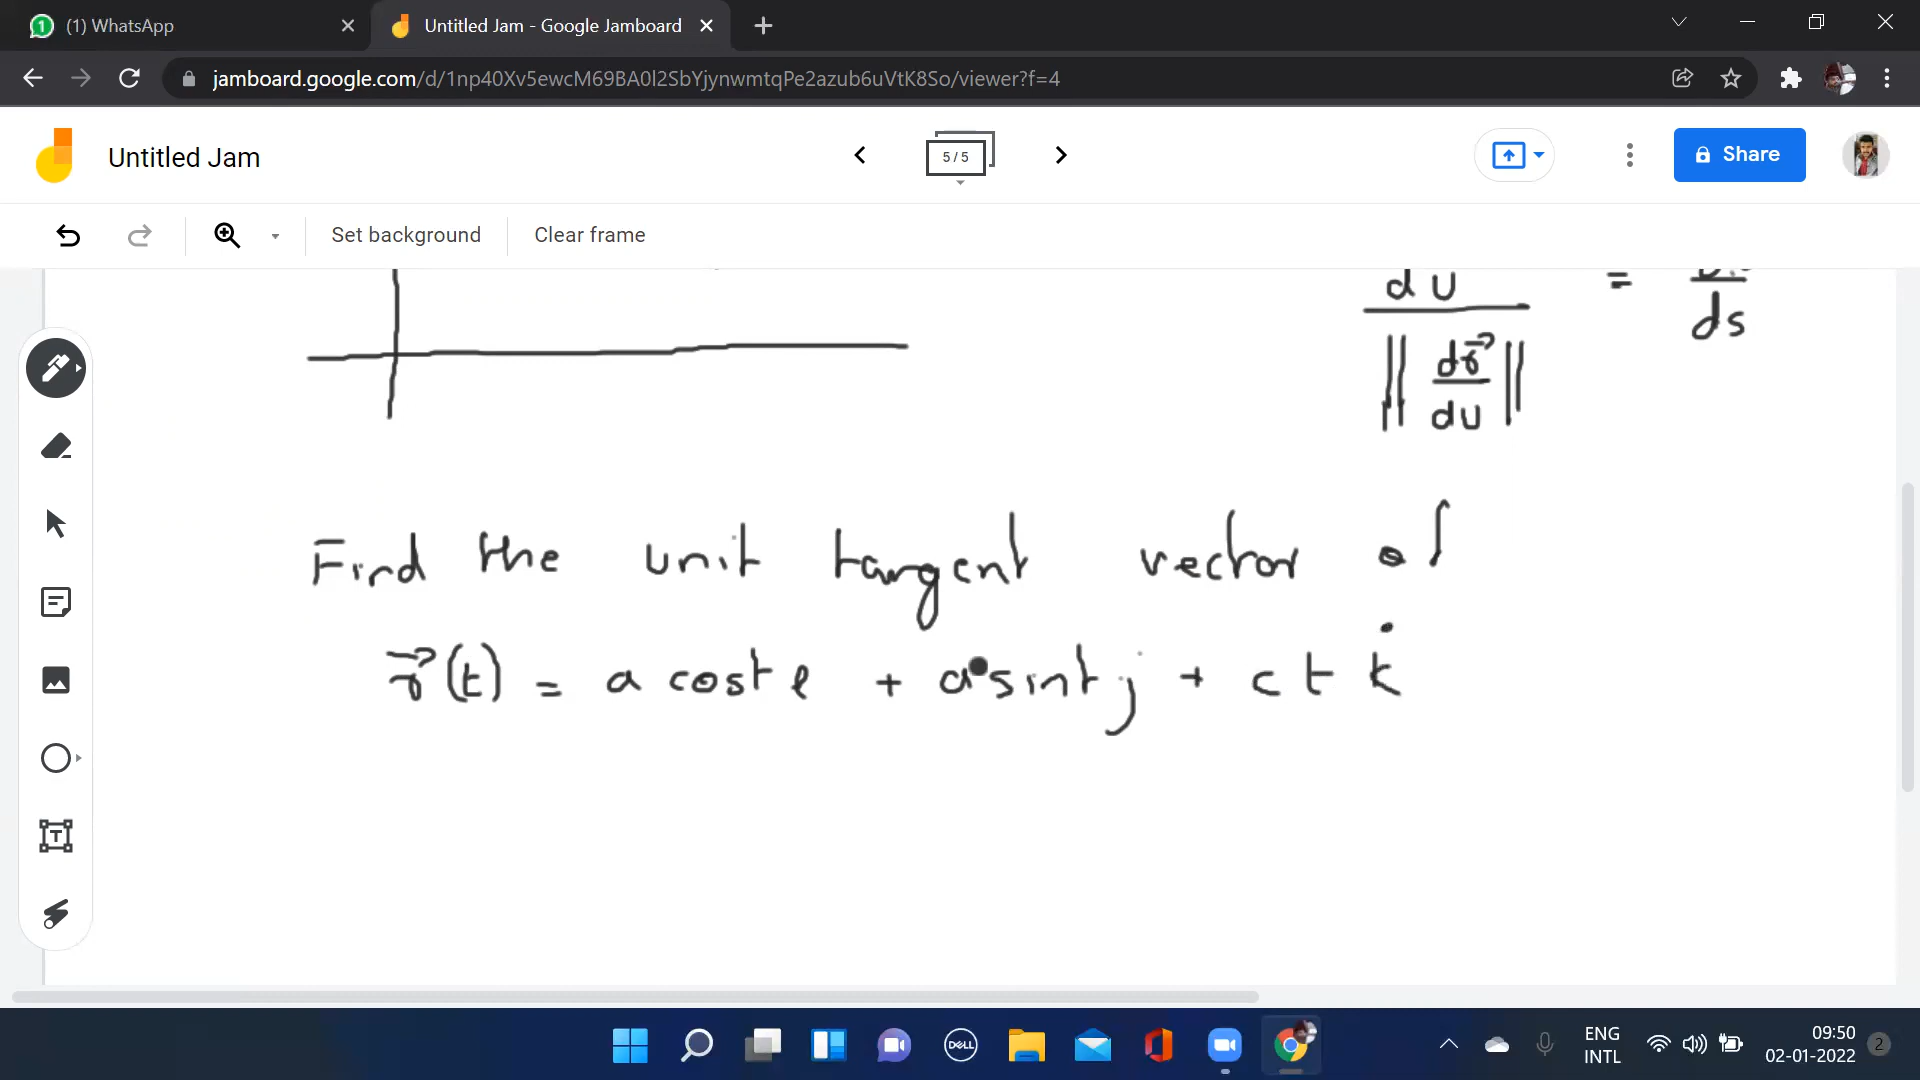 (1) WhatsApp
Untitled Jam - Google Jamboard
jamboard.google.com/d/1np40Xv5ewcM69BA0l2SbYjynwmtqPe2azub6uVtK8So/viewer?f=4
Untitled Jam
5 / 5
Share
Set background
Clear frame
du =
ds
|| dr⃗ ||
du
Find the unit tangent vector of
r⃗(t) = a cost i + a sint j + c t k
T
DELL
ENG
INTL
09:50
02-01-2022
2